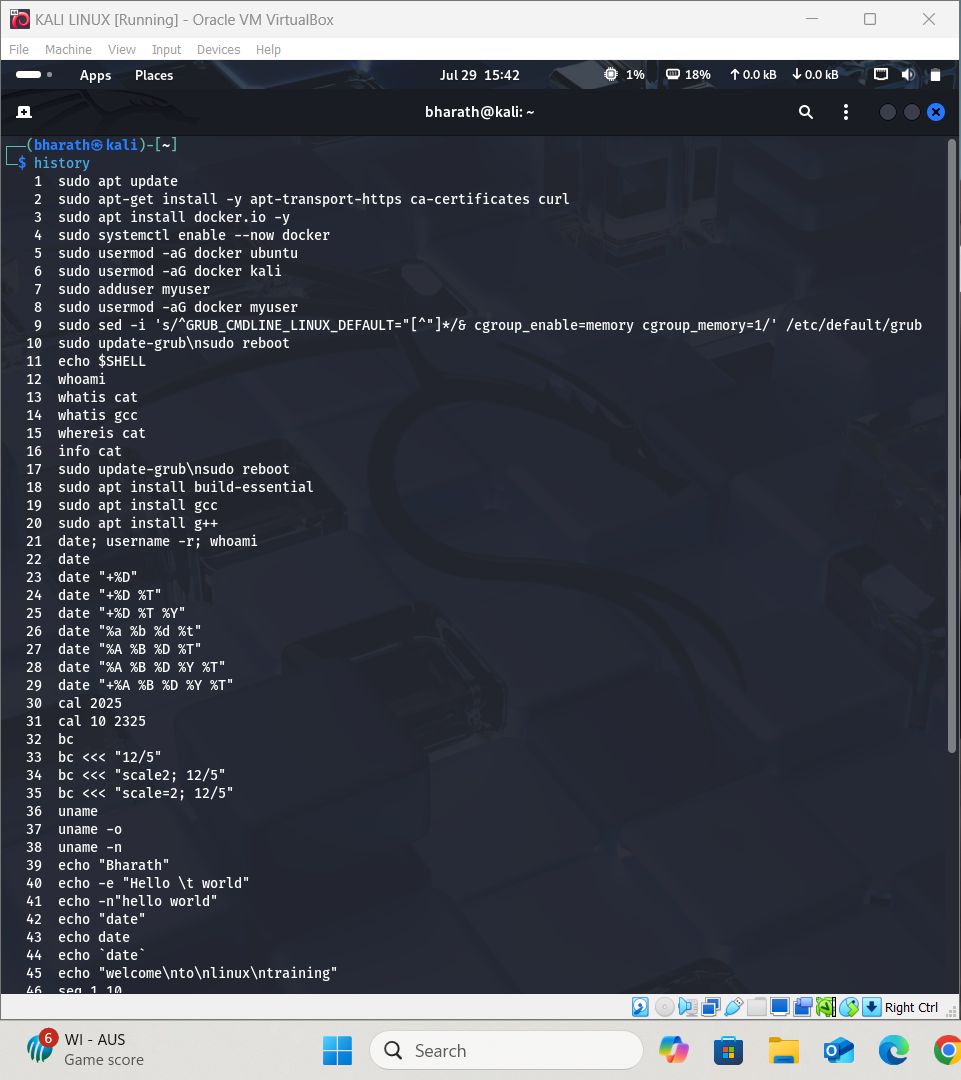 KALI LINUX [Running] - Oracle VM VirtualBox
File Machine View Input Devices Help
Apps Places Jul 29 15:42 1% 18% ↑ 0.0 kB ↓ 0.0 kB
bharath@kali: ~
(bharath㉿kali)-[~]
$ history
1 sudo apt update
2 sudo apt-get install -y apt-transport-https ca-certificates curl
3 sudo apt install docker.io -y
4 sudo systemctl enable --now docker
5 sudo usermod -aG docker ubuntu
6 sudo usermod -aG docker kali
7 sudo adduser myuser
8 sudo usermod -aG docker myuser
9 sudo sed -i 's/^GRUB_CMDLINE_LINUX_DEFAULT="[^"]*/& cgroup_enable=memory cgroup_memory=1/' /etc/default/grub
10 sudo update-grub\nsudo reboot
11 echo $SHELL
12 whoami
13 whatis cat
14 whatis gcc
15 whereis cat
16 info cat
17 sudo update-grub\nsudo reboot
18 sudo apt install build-essential
19 sudo apt install gcc
20 sudo apt install g++
21 date; username -r; whoami
22 date
23 date "+%D"
24 date "+%D %T"
25 date "+%D %T %Y"
26 date "%a %b %d %t"
27 date "%A %B %D %T"
28 date "%A %B %D %Y %T"
29 date "+%A %B %D %Y %T"
30 cal 2025
31 cal 10 2325
32 bc
33 bc <<< "12/5"
34 bc <<< "scale2; 12/5"
35 bc <<< "scale=2; 12/5"
36 uname
37 uname -o
38 uname -n
39 echo "Bharath"
40 echo -e "Hello \t world"
41 echo -n"hello world"
42 echo "date"
43 echo date
44 echo `date`
45 echo "welcome\nto\nlinux\ntraining"
46 seq 1 10
Right Ctrl
6 WI - AUS
Game score
Search